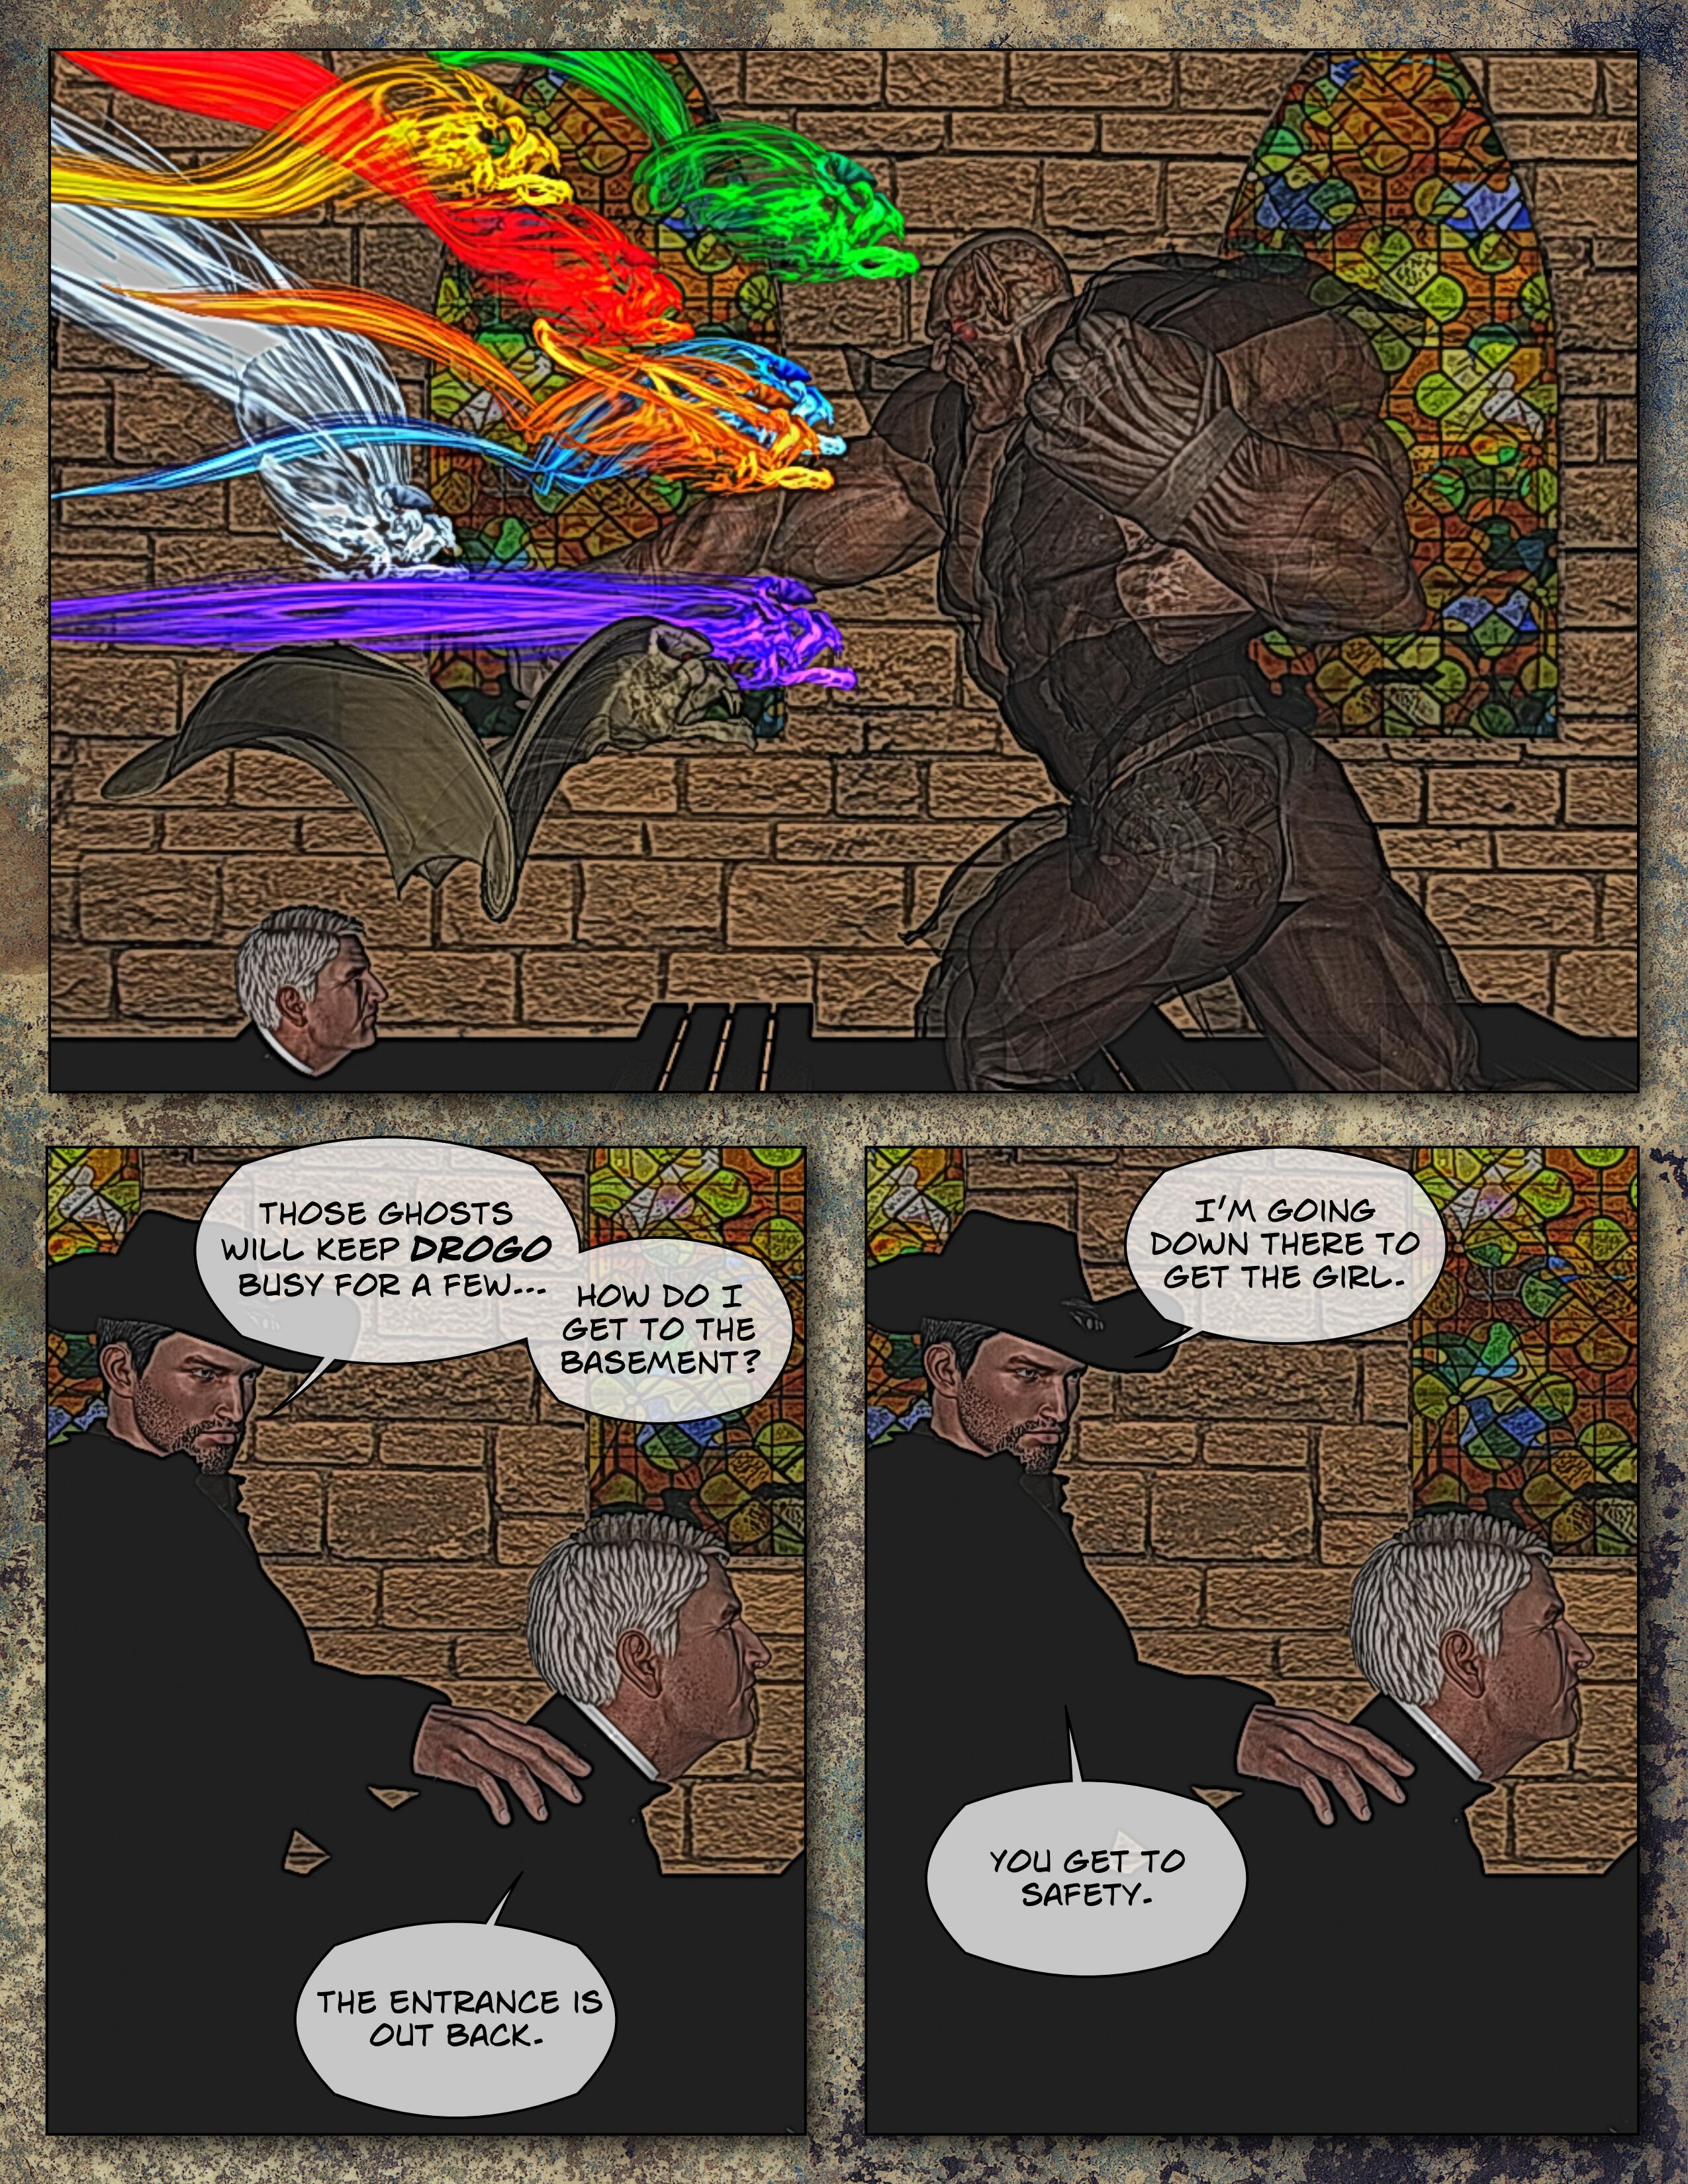 THOSE GHOSTS
WILL KEEP DROGO
BUSY FOR A FEW...
HOW DO I
GET TO THE
BASEMENT?
THE ENTRANCE IS
OUT BACK.
I'M GOING
DOWN THERE TO
GET THE GIRL.
YOU GET TO
SAFETY.